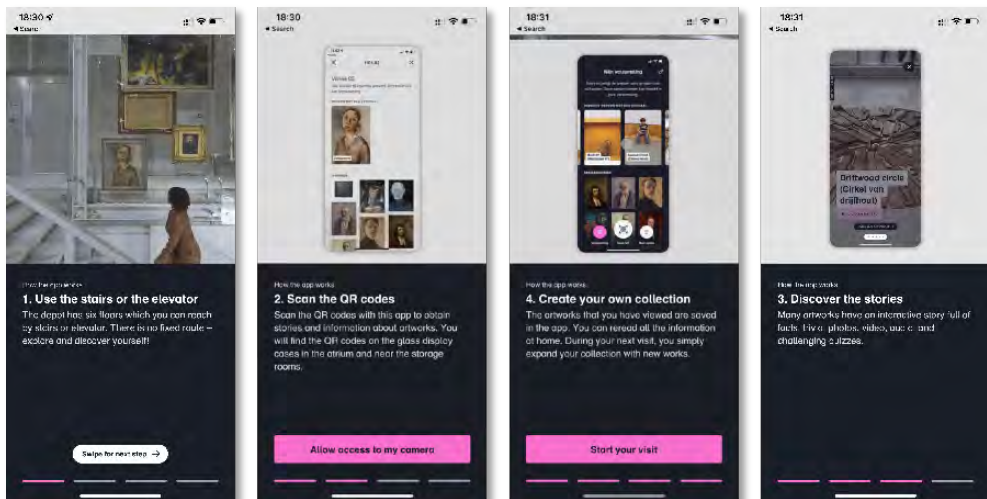 18:30
Search
How the app works
1. Use the stairs or the elevator
The depot has six floors which you can reach
by stairs or elevator. There is no fixed route –
explore and discover yourself!
Swipe for next step →
18:30
Search
How the app works
2. Scan the QR codes
Scan the QR codes with this app to obtain
stories and information about artworks. You
will find the QR codes on the glass display
cases in the atrium and near the storage
rooms.
Allow access to my camera
18:31
Search
How the app works
4. Create your own collection
The artworks that you have viewed are saved
in the app. You can reread all the information
at home. During your next visit, you simply
expand your collection with new works.
Start your visit
18:31
Search
Driftwood circle
(Cirkel van
drijfhout)
How the app works
3. Discover the stories
Many artworks have an interactive story full of
facts, trivia, photos, video, audio and
challenging quizzes.